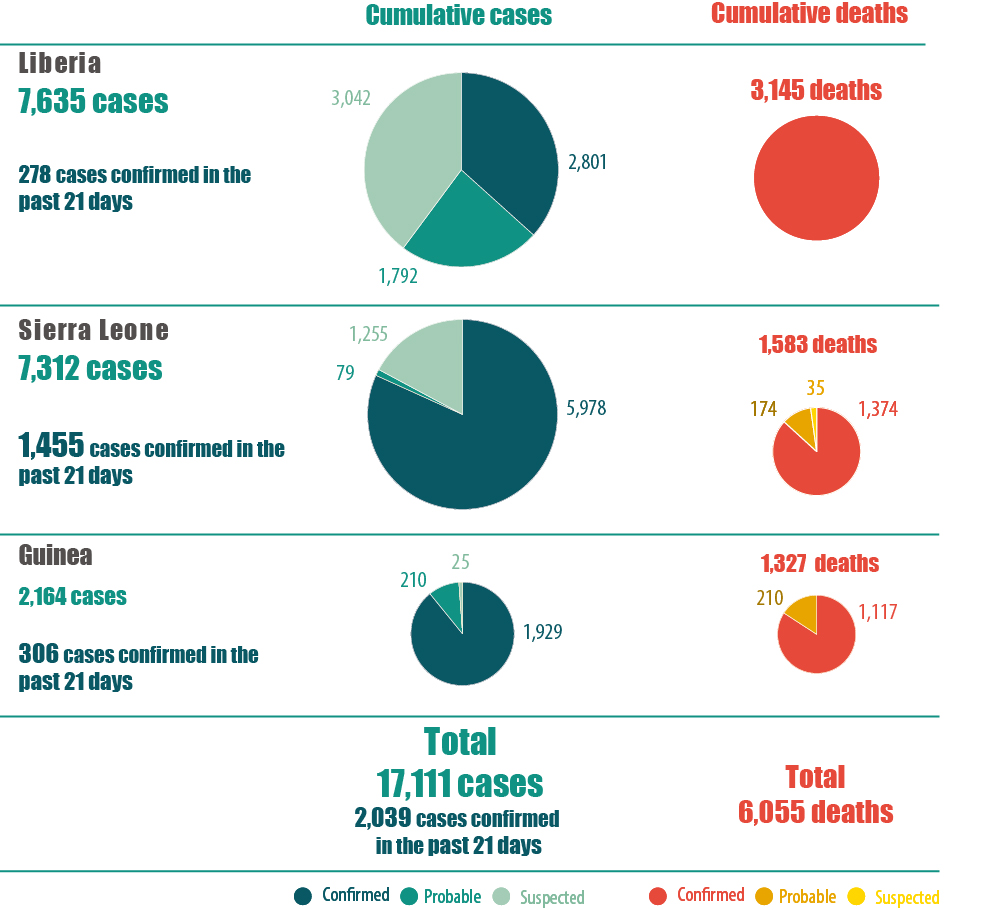 Cumulative cases
Cumulative deaths
Liberia
7,635 cases
278 cases confirmed in the
past 21 days
3,042
2,801
1,792
3,145 deaths
Sierra Leone
7,312 cases
1,455 cases confirmed in the
past 21 days
1,255
79
5,978
1,583 deaths
35
174
1,374
Guinea
2,164 cases
306 cases confirmed in the
past 21 days
25
210
1,929
1,327 deaths
210
1,117
Total
17,111 cases
2,039 cases confirmed
in the past 21 days
Total
6,055 deaths
Confirmed Probable Suspected
Confirmed Probable Suspected